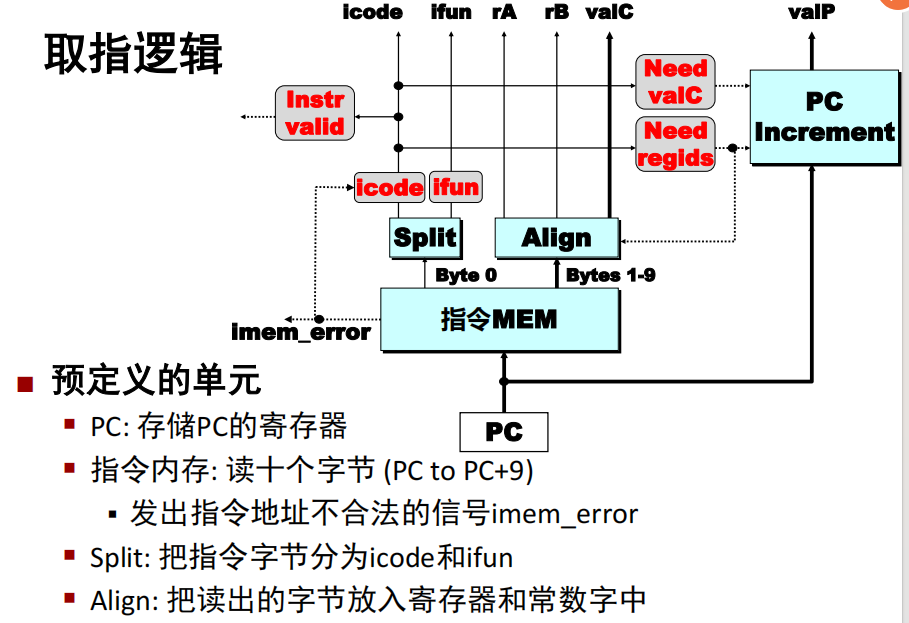 icode ifun rA rB valC valP
取指逻辑
Need valC
Instr valid
PC Increment
Need regids
icode ifun
Split
Align
Byte 0
Bytes 1-9
指令MEM
imem_error
PC
预定义的单元
PC: 存储PC的寄存器
指令内存: 读十个字节 (PC to PC+9)
发出指令地址不合法的信号imem_error
Split: 把指令字节分为icode和ifun
Align: 把读出的字节放入寄存器和常数字中